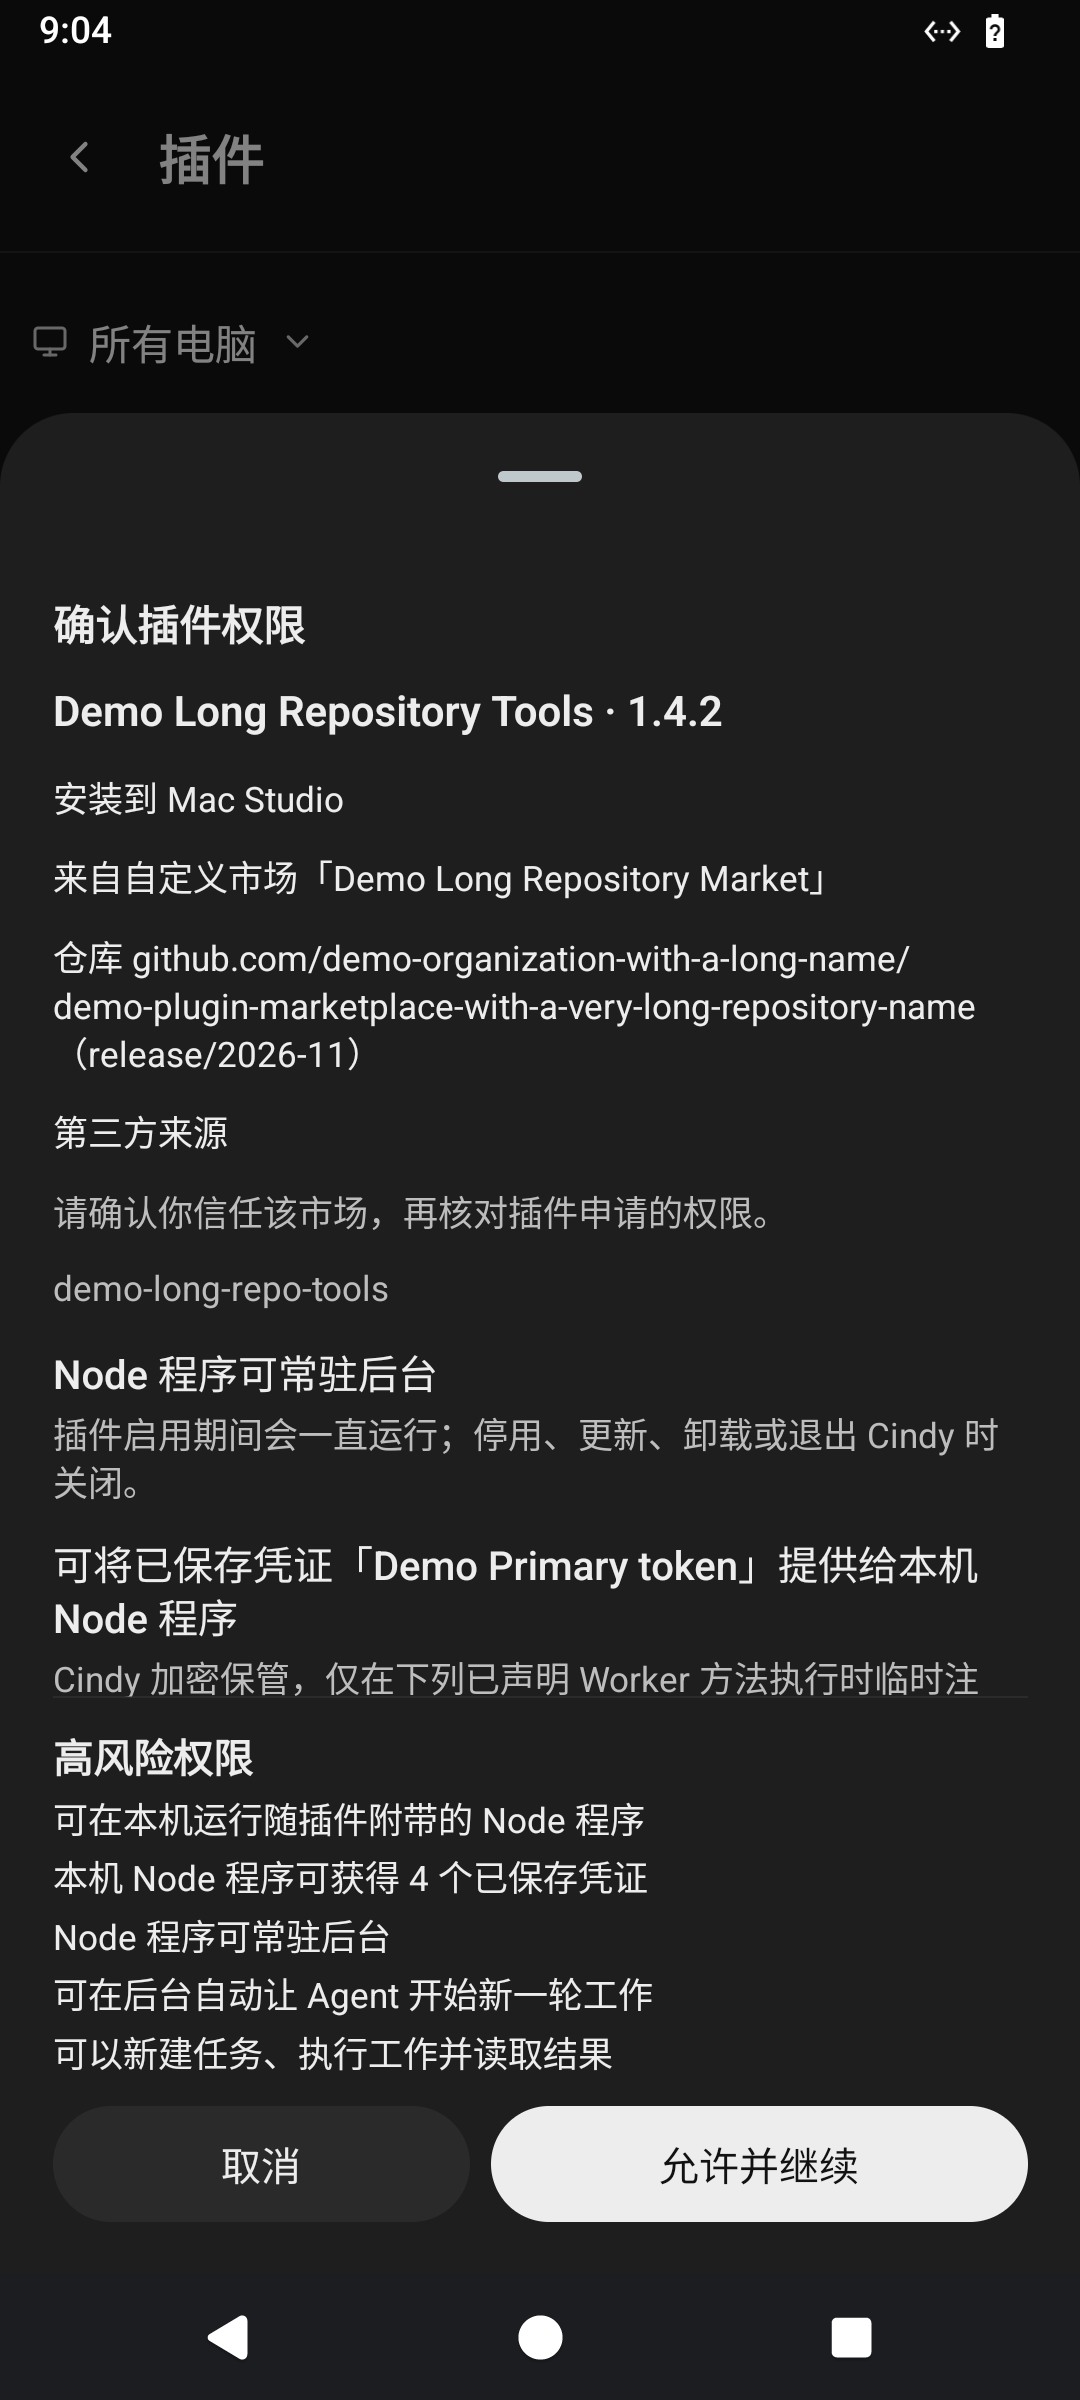 9:04
插件
所有电脑
确认插件权限
Demo Long Repository Tools · 1.4.2
安装到 Mac Studio
来自自定义市场「Demo Long Repository Market」
仓库 github.com/demo-organization-with-a-long-name/
demo-plugin-marketplace-with-a-very-long-repository-name
（release/2026-11）
第三方来源
请确认你信任该市场，再核对插件申请的权限。
demo-long-repo-tools
Node 程序可常驻后台
插件启用期间会一直运行；停用、更新、卸载或退出 Cindy 时
关闭。
可将已保存凭证「Demo Primary token」提供给本机
Node 程序
Cindy 加密保管，仅在下列已声明 Worker 方法执行时临时注
高风险权限
可在本机运行随插件附带的 Node 程序
本机 Node 程序可获得 4 个已保存凭证
Node 程序可常驻后台
可在后台自动让 Agent 开始新一轮工作
可以新建任务、执行工作并读取结果
取消
允许并继续